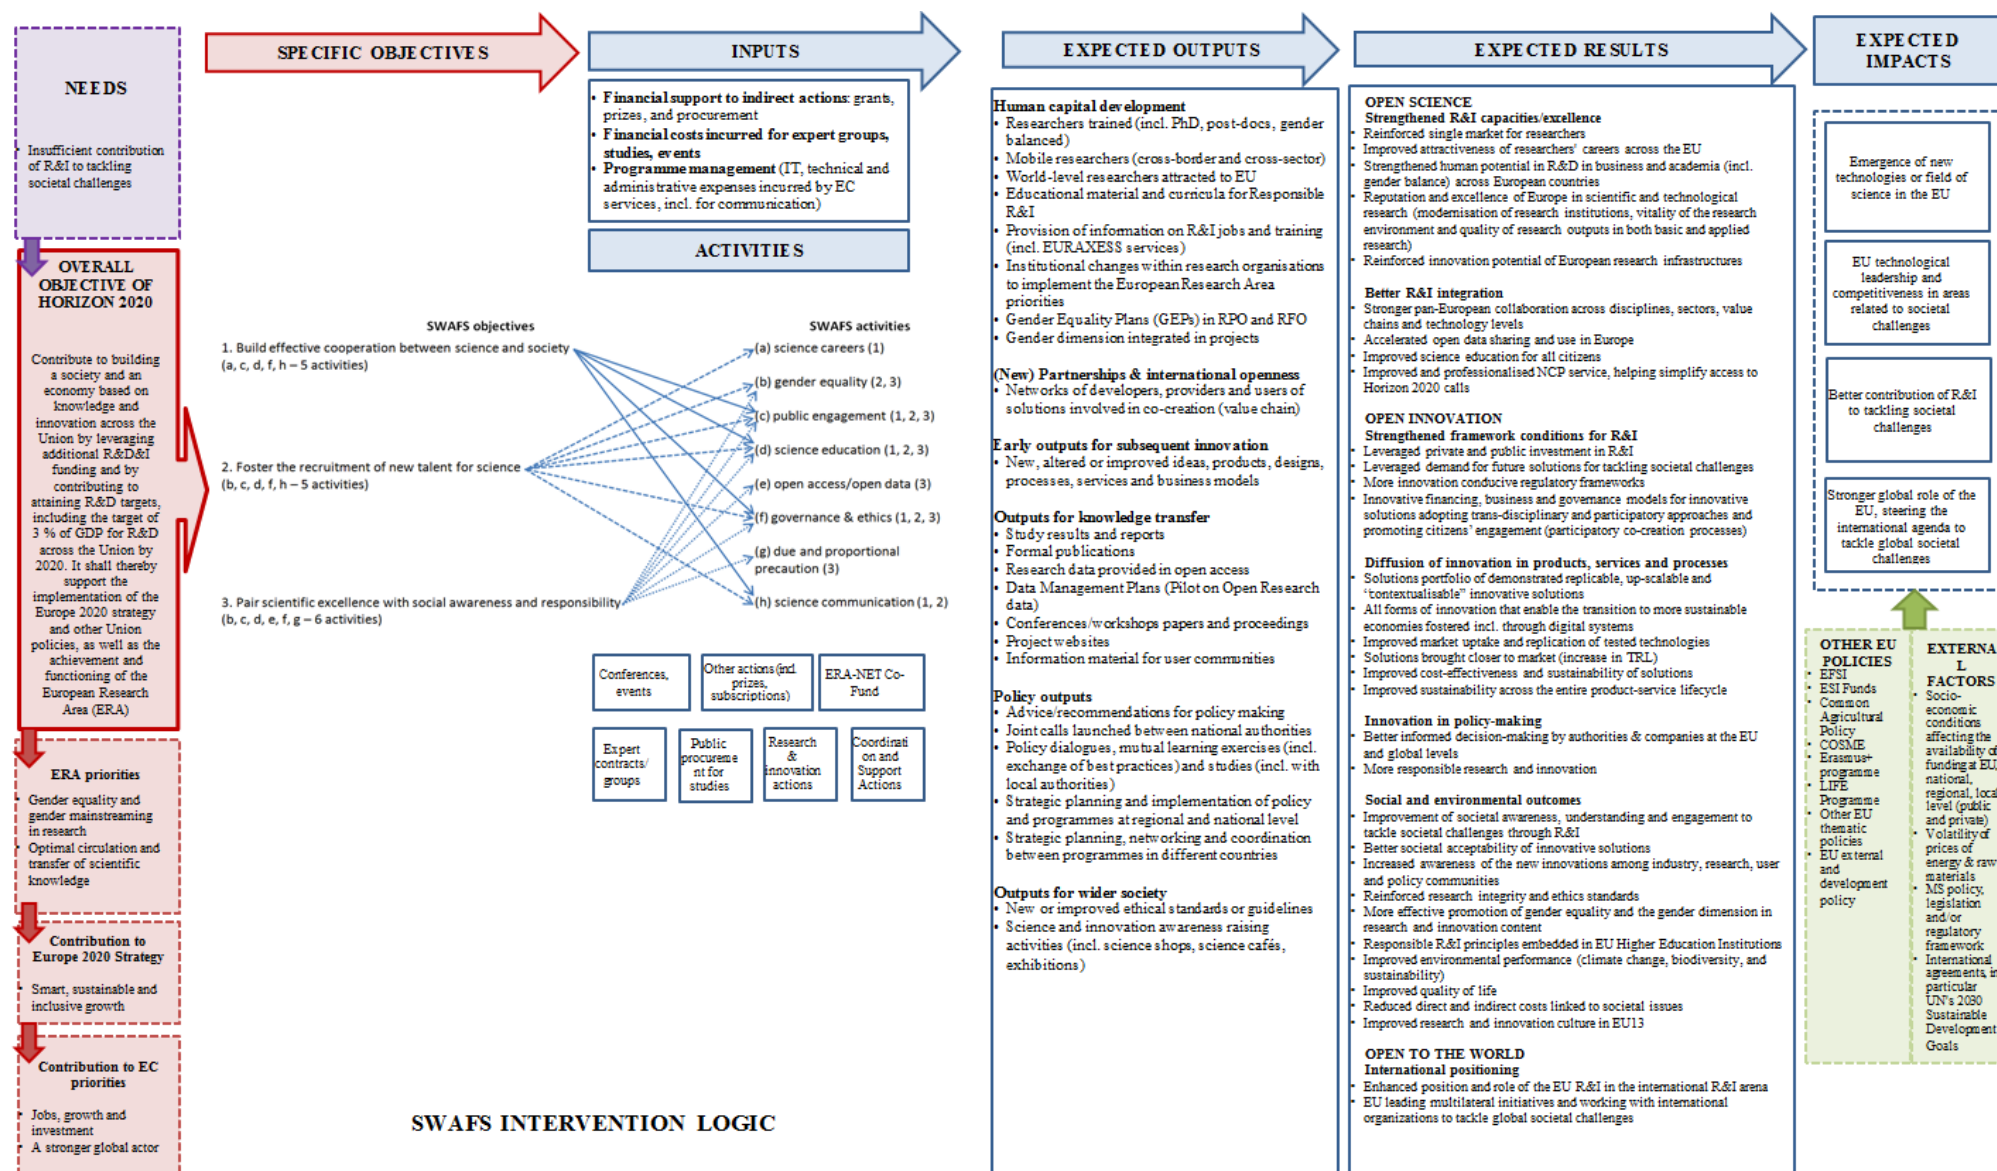 NEEDS
• Insufficient contribution
of R&I to tackling
societal challenges
OVERALL
OBJECTIVE OF
HORIZON 2020
Contribute to building
a society and an
economy based on
knowledge and
innovation across the
Union by leveraging
additional R&D&I
funding and by
contributing to
attaining R&D targets,
including the target of
3 % of GDP for R&D
across the Union by
2020. It shall thereby
support the
implementation of the
Europe 2020 strategy
and other Union
policies, as well as the
achievement and
functioning of the
European Research
Area (ERA)
ERA priorities
• Gender equality and
gender mainstreaming
in research
• Optimal circulation and
transfer of scientific
knowledge
Contribution to
Europe 2020 Strategy
• Smart, sustainable and
inclusive growth
Contribution to EC
priorities
• Jobs, growth and
investment
• A stronger global actor
SPECIFIC OBJECTIVES
SWAFS objectives
1. Build effective cooperation between science and society
(a, c, d, f, h – 5 activities)
2. Foster the recruitment of new talent for science
(b, c, d, f, h – 5 activities)
3. Pair scientific excellence with social awareness and responsibility
(b, c, d, e, f, g – 6 activities)
INPUTS
• Financial support to indirect actions: grants,
prizes, and procurement
• Financial costs incurred for expert groups,
studies, events
• Programme management (IT, technical and
administrative expenses incurred by EC
services, incl. for communication)
ACTIVITIES
SWAFS activities
(a) science careers (1)
(b) gender equality (2, 3)
(c) public engagement (1, 2, 3)
(d) science education (1, 2, 3)
(e) open access/open data (3)
(f) governance & ethics (1, 2, 3)
(g) due and proportional
precaution (3)
(h) science communication (1, 2)
Conferences,
events
Other actions (incl.
prizes,
subscriptions)
ERA-NET Co-
Fund
Expert
contracts/
groups
Public
procureme
nt for
studies
Research
&
innovation
actions
Coordinati
on and
Support
Actions
SWAFS INTERVENTION LOGIC
EXPECTED OUTPUTS
Human capital development
• Researchers trained (incl. PhD, post-docs, gender
balanced)
• Mobile researchers (cross-border and cross-sector)
• World-level researchers attracted to EU
• Educational material and curricula for Responsible
R&I
• Provision of information on R&I jobs and training
(incl. EURAXESS services)
• Institutional changes within research organisations
to implement the European Research Area
priorities
• Gender Equality Plans (GEPs) in RPO and RFO
• Gender dimension integrated in projects
(New) Partnerships & international openness
• Networks of developers, providers and users of
solutions involved in co-creation (value chain)
Early outputs for subsequent innovation
• New, altered or improved ideas, products, designs,
processes, services and business models
Outputs for knowledge transfer
• Study results and reports
• Formal publications
• Research data provided in open access
• Data Management Plans (Pilot on Open Research
data)
• Conferences/workshops papers and proceedings
• Project websites
• Information material for user communities
Policy outputs
• Advice/recommendations for policy making
• Joint calls launched between national authorities
• Policy dialogues, mutual learning exercises (incl.
exchange of best practices) and studies (incl. with
local authorities)
• Strategic planning and implementation of policy
and programmes at regional and national level
• Strategic planning, networking and coordination
between programmes in different countries
Outputs for wider society
• New or improved ethical standards or guidelines
• Science and innovation awareness raising
activities (incl. science shops, science cafés,
exhibitions)
EXPECTED RESULTS
OPEN SCIENCE
Strengthened R&I capacities/excellence
• Reinforced single market for researchers
• Improved attractiveness of researchers' careers across the EU
• Strengthened human potential in R&D in business and academia (incl.
gender balance) across European countries
• Reputation and excellence of Europe in scientific and technological
research (modernisation of research institutions, vitality of the research
environment and quality of research outputs in both basic and applied
research)
• Reinforced innovation potential of European research infrastructures
Better R&I integration
• Stronger pan-European collaboration across disciplines, sectors, value
chains and technology levels
• Accelerated open data sharing and use in Europe
• Improved science education for all citizens
• Improved and professionalised NCP service, helping simplify access to
Horizon 2020 calls
OPEN INNOVATION
Strengthened framework conditions for R&I
• Leveraged private and public investment in R&I
• Leveraged demand for future solutions for tackling societal challenges
• More innovation conducive regulatory frameworks
• Innovative financing, business and governance models for innovative
solutions adopting trans-disciplinary and participatory approaches and
promoting citizens' engagement (participatory co-creation processes)
Diffusion of innovation in products, services and processes
• Solutions portfolio of demonstrated replicable, up-scalable and
“contextualisable” innovative solutions
• All forms of innovation that enable the transition to more sustainable
economies fostered incl. through digital systems
• Improved market uptake and replication of tested technologies
• Solutions brought closer to market (increase in TRL)
• Improved cost-effectiveness and sustainability of solutions
• Improved sustainability across the entire product-service lifecycle
Innovation in policy-making
• Better informed decision-making by authorities & companies at the EU
and global levels
• More responsible research and innovation
Social and environmental outcomes
• Improvement of societal awareness, understanding and engagement to
tackle societal challenges through R&I
• Better societal acceptability of innovative solutions
• Increased awareness of the new innovations among industry, research, user
and policy communities
• Reinforced research integrity and ethics standards
• More effective promotion of gender equality and the gender dimension in
research and innovation content
• Responsible R&I principles embedded in EU Higher Education Institutions
• Improved environmental performance (climate change, biodiversity, and
sustainability)
• Improved quality of life
• Reduced direct and indirect costs linked to societal issues
• Improved research and innovation culture in EU13
OPEN TO THE WORLD
International positioning
• Enhanced position and role of the EU R&I in the international R&I arena
• EU leading multilateral initiatives and working with international
organizations to tackle global societal challenges
EXPECTED
IMPACTS
Emergence of new
technologies or field of
science in the EU
EU technological
leadership and
competitiveness in areas
related to societal
challenges
Better contribution of R&I
to tackling societal
challenges
Stronger global role of the
EU, steering the
international agenda to
tackle global societal
challenges
OTHER EU
POLICIES
• EFSI
• ESI Funds
• Common
Agricultural
Policy
• COSME
• Erasmus+
programme
• LIFE
Programme
• Other EU
thematic
policies
• EU external
and
development
policy
EXTERNA
L
FACTORS
• Socio-
economic
conditions
affecting the
availability of
funding at EU,
national,
regional, local
level (public
and private)
• Volatility of
prices of
energy & raw
materials
• MS policy,
legislation
and/or
regulatory
framework
• International
agreements, in
particular
UN's 2030
Sustainable
Development
Goals